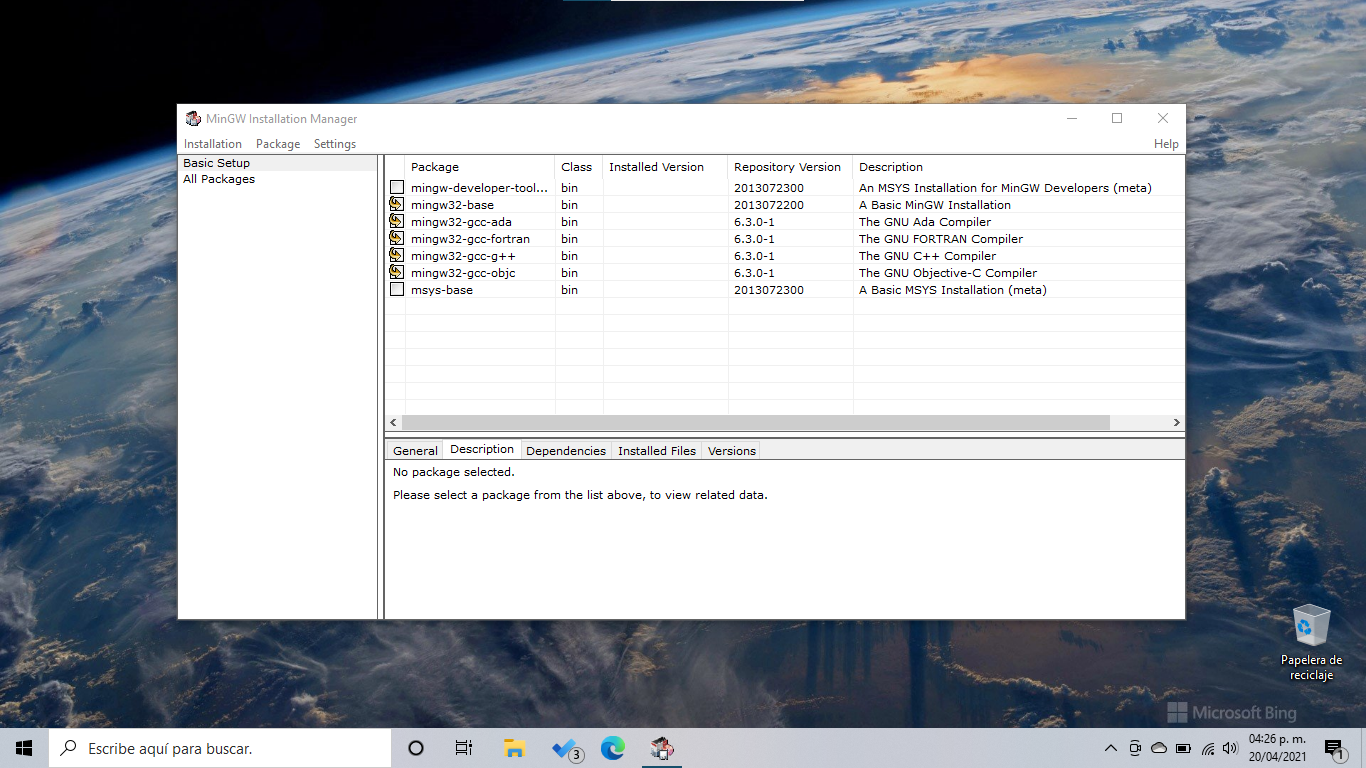 MinGW Installation Manager
Installation Package Settings Help
Basic Setup
All Packages
Package Class Installed Version Repository Version Description
mingw-developer-tool... bin 2013072300 An MSYS Installation for MinGW Developers (meta)
mingw32-base bin 2013072200 A Basic MinGW Installation
mingw32-gcc-ada bin 6.3.0-1 The GNU Ada Compiler
mingw32-gcc-fortran bin 6.3.0-1 The GNU FORTRAN Compiler
mingw32-gcc-g++ bin 6.3.0-1 The GNU C++ Compiler
mingw32-gcc-objc bin 6.3.0-1 The GNU Objective-C Compiler
msys-base bin 2013072300 A Basic MSYS Installation (meta)
General Description Dependencies Installed Files Versions
No package selected.
Please select a package from the list above, to view related data.
Papelera de
reciclaje
Microsoft Bing
Escribe aquí para buscar.
3
04:26 p. m.
20/04/2021
1